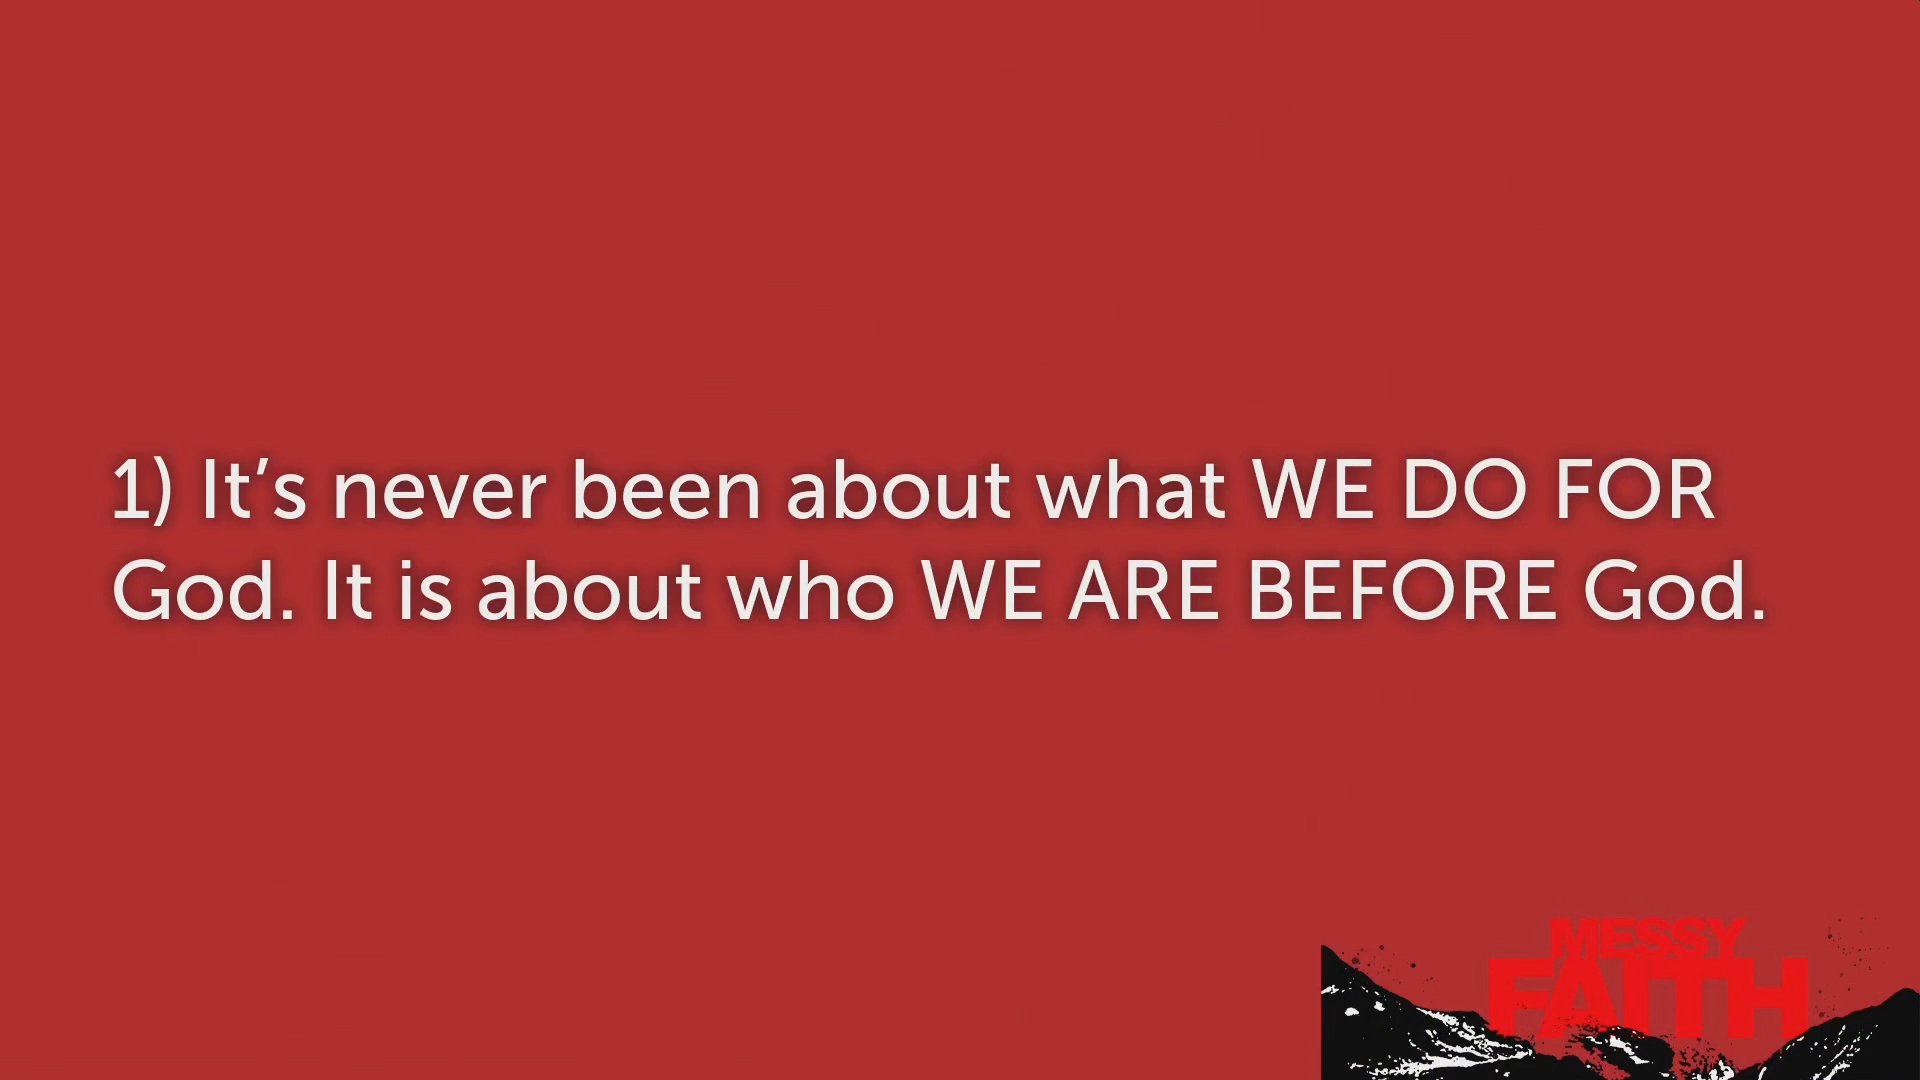 1) It’s never been about what WE DO FOR
God. It is about who WE ARE BEFORE God.
MESSY
FAITH